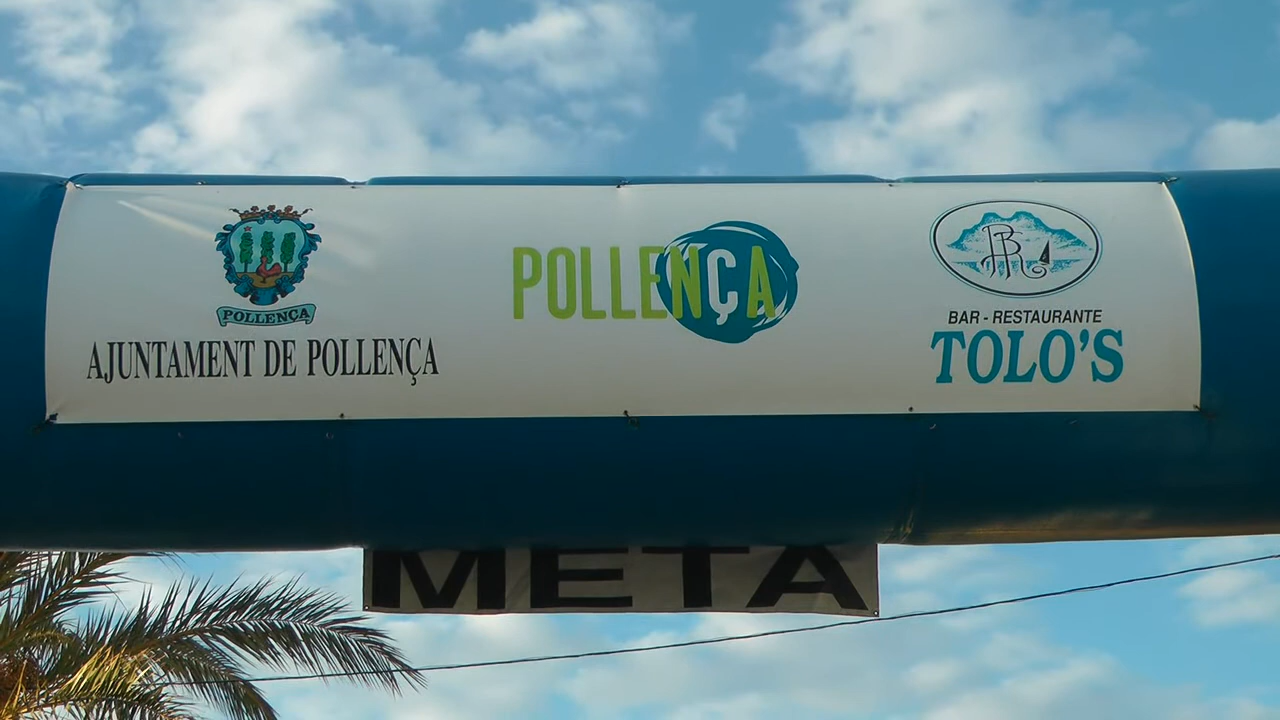 POLLENÇA
AJUNTAMENT DE POLLENÇA
POLLENÇA
BAR - RESTAURANTE
TOLO'S
META